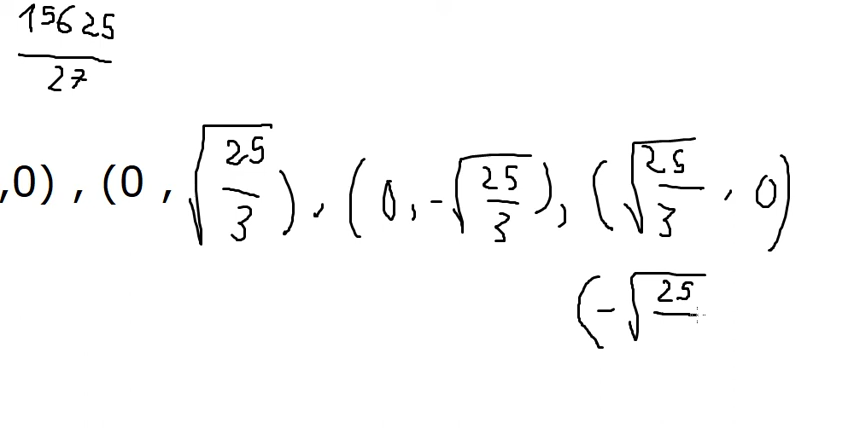 15625
27
,0) , (0 , √25/3) , (0, -√25/3), (√25/3 , 0)
(-√25